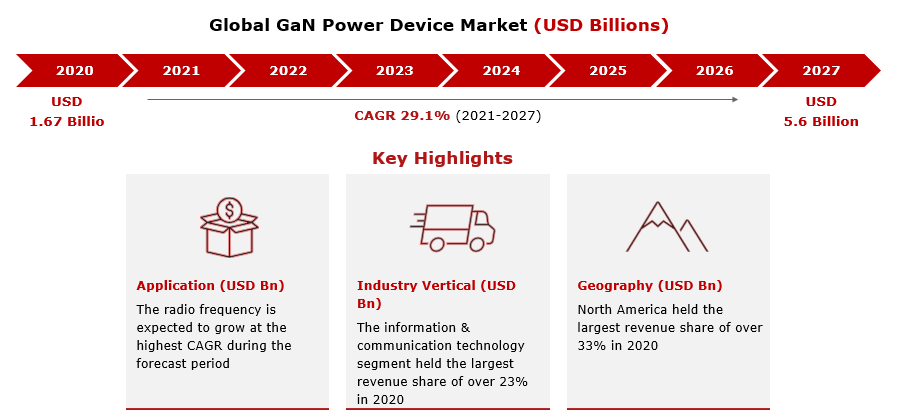 Global GaN Power Device Market (USD Billions)
2020 2021 2022 2023 2024 2025 2026 2027
USD
1.67 Billio
CAGR 29.1% (2021-2027)
USD
5.6 Billion
Key Highlights
$
Application (USD Bn)
The radio frequency is
expected to grow at the
highest CAGR during the
forecast period
Industry Vertical (USD
Bn)
The information &
communication technology
segment held the largest
revenue share of over 23%
in 2020
Geography (USD Bn)
North America held the
largest revenue share of over
33% in 2020